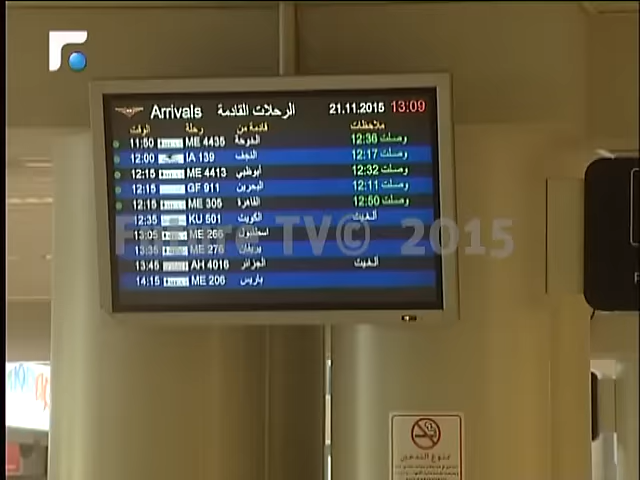 Arrivals الرحلات القادمة 21.11.2015 13:09
الوقت رحلة قادمة من ملاحظات
11:50 ME 4435 الدوحة 12:36 وصلت
12:00 IA 139 النجف 12:17 وصلت
12:15 ME 4413 أبوظبي 12:32 وصلت
12:15 GF 911 البحرين 12:11 وصلت
12:15 ME 305 القاهرة 12:50 وصلت
12:35 KU 501 الكويت ألغيت
13:05 ME 266 اسطنبول
13:35 ME 276 يريفان
13:45 AH 4016 الجزائر ألغيت
14:15 ME 206 باريس
Future TV© 2015
ممنوع التدخين